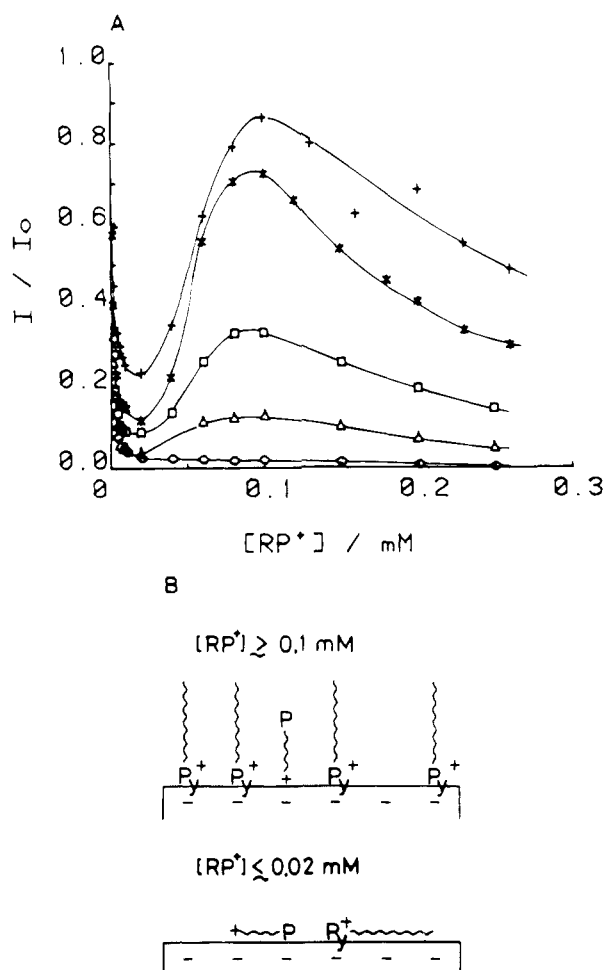 A
1.0
0.8
0.6
0.4
0.2
0.0
I / Io
0 0.1 0.2 0.3
[RP+] / mM
B
[RP+] ≥ 0,1 mM
P
Py+ Py+ + Py+ Py+
- - - - - -
[RP+] ≤ 0,02 mM
+ P Ry+
- - - - - -